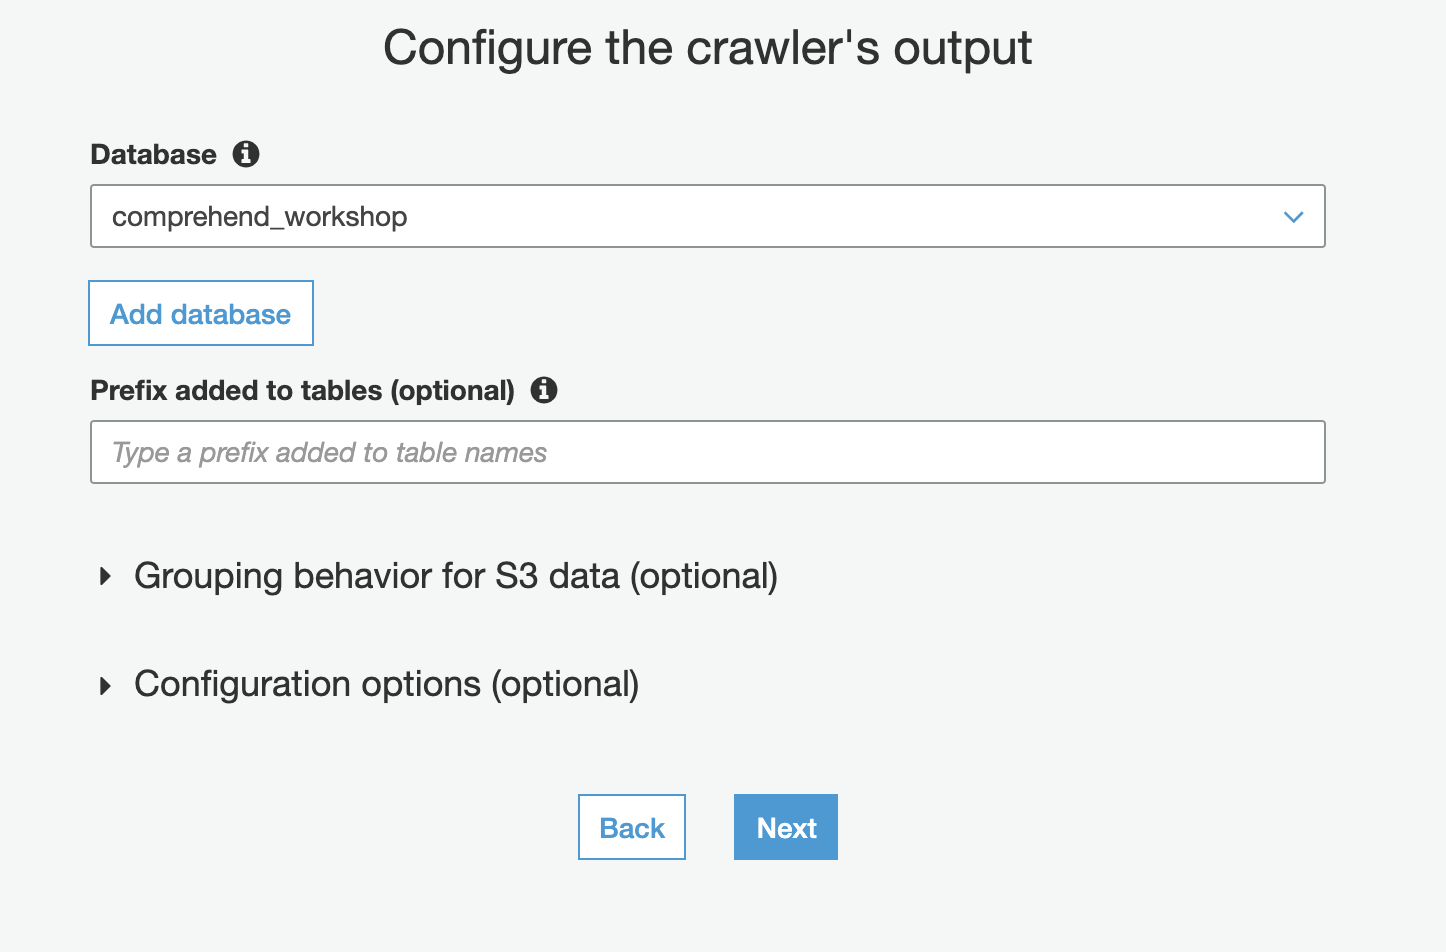 Configure the crawler's output
Database
comprehend_workshop
Add database
Prefix added to tables (optional)
Type a prefix added to table names
Grouping behavior for S3 data (optional)
Configuration options (optional)
Back
Next